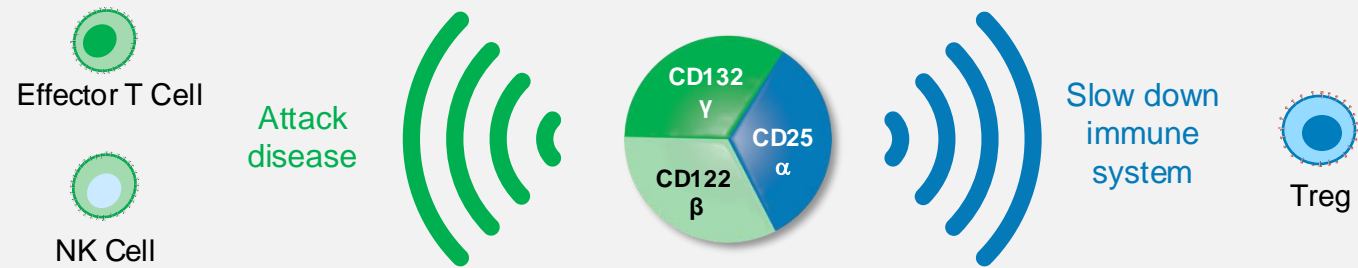 Effector T Cell
NK Cell
Attack
disease
CD132
γ
CD25
α
CD122
β
Slow down
immune
system
Treg